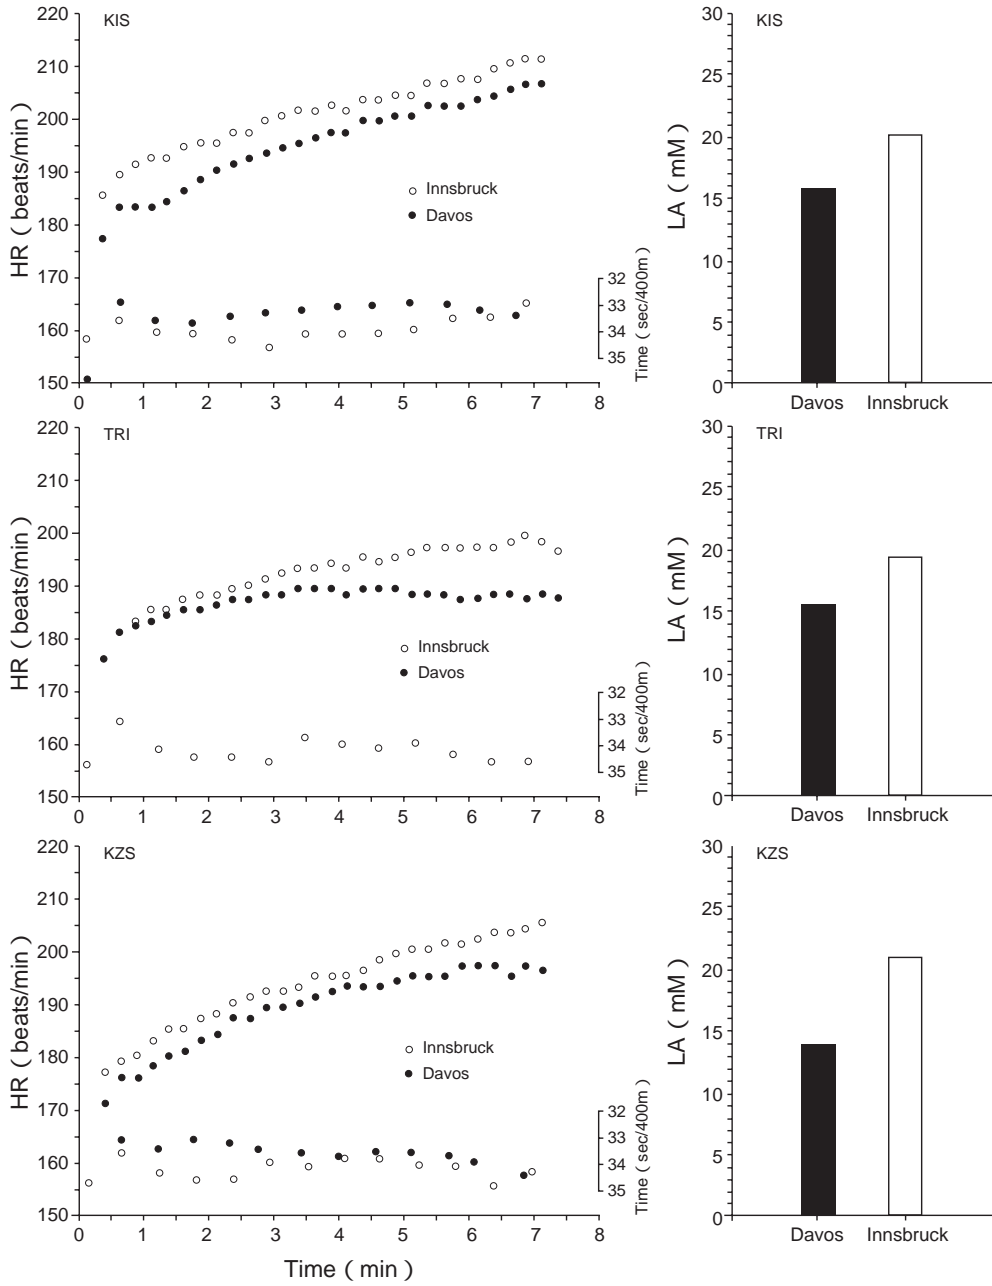 KIS
220
210
200
190
180
170
160
150
HR ( beats/min )
Innsbruck
Davos
32
33
34
35
Time ( sec/400m )
0 1 2 3 4 5 6 7 8
KIS
30
25
20
15
10
5
0
LA ( mM )
Davos Innsbruck
TRI
220
210
200
190
180
170
160
150
HR ( beats/min )
Innsbruck
Davos
32
33
34
35
Time ( sec/400m )
0 1 2 3 4 5 6 7 8
TRI
30
25
20
15
10
5
0
LA ( mM )
Davos Innsbruck
KZS
220
210
200
190
180
170
160
150
HR ( beats/min )
Innsbruck
Davos
32
33
34
35
Time ( sec/400m )
0 1 2 3 4 5 6 7 8
Time ( min )
KZS
30
25
20
15
10
5
0
LA ( mM )
Davos Innsbruck